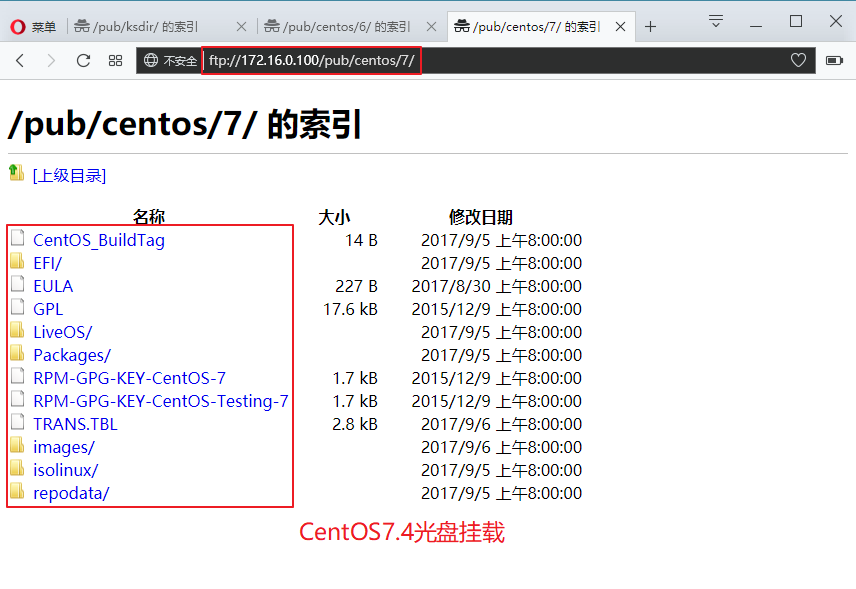 菜单 /pub/ksdir/ 的索引 /pub/centos/6/ 的索引 /pub/centos/7/ 的索引
不安全 ftp://172.16.0.100/pub/centos/7/
/pub/centos/7/ 的索引
[上级目录]
名称 大小 修改日期
CentOS_BuildTag 14 B 2017/9/5 上午8:00:00
EFI/ 2017/9/5 上午8:00:00
EULA 227 B 2017/8/30 上午8:00:00
GPL 17.6 kB 2015/12/9 上午8:00:00
LiveOS/ 2017/9/5 上午8:00:00
Packages/ 2017/9/5 上午8:00:00
RPM-GPG-KEY-CentOS-7 1.7 kB 2015/12/9 上午8:00:00
RPM-GPG-KEY-CentOS-Testing-7 1.7 kB 2015/12/9 上午8:00:00
TRANS.TBL 2.8 kB 2017/9/6 上午8:00:00
images/ 2017/9/6 上午8:00:00
isolinux/ 2017/9/5 上午8:00:00
repodata/ 2017/9/5 上午8:00:00
CentOS7.4光盘挂载